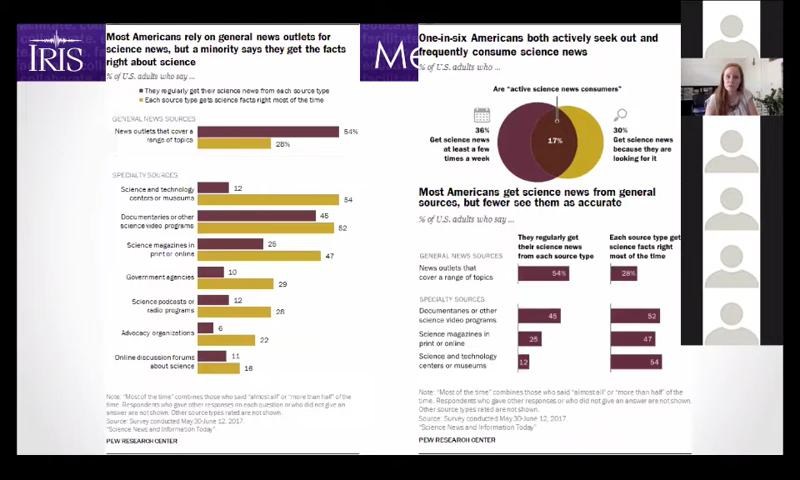 IRIS
Most Americans rely on general news outlets for
science news, but a minority says they get the facts
right about science
% of U.S. adults who say ...
They regularly get their science news from each source type
Each source type gets science facts right most of the time
GENERAL NEWS SOURCES
News outlets that cover a
range of topics
54%
28%
SPECIALTY SOURCES
Science and technology
centers or museums
12
54
Documentaries or other
science video programs
45
52
Science magazines in
print or online
25
47
Government agencies
10
29
Science podcasts or
radio programs
12
28
Advocacy organizations
6
22
Online discussion forums
about science
11
16
Note: "Most of the time" combines those who said "almost all" or "more than half" of the
time. Respondents who gave other responses on each question or who did not give an
answer are not shown. Other source types rated are not shown.
Source: Survey conducted May 30-June 12, 2017.
"Science News and Information Today"
PEW RESEARCH CENTER
Me
One-in-six Americans both actively seek out and
frequently consume science news
% of U.S. adults who ...
Are "active science news consumers"
36%
Get science news
at least a few
times a week
17%
30%
Get science news
because they are
looking for it
Most Americans get science news from general
sources, but fewer see them as accurate
% of U.S. adults who say ...
They regularly get
their science news
from each source type
Each source type get
science facts right
most of the time
GENERAL NEWS SOURCES
News outlets that
cover a range of topics
54%
28%
SPECIALTY SOURCES
Documentaries or other
science video programs
45
52
Science magazines in
print or online
25
47
Science and technology
centers or museums
12
54
Note: "Most of the time" combines those who said "almost all" or "more than half" of the
time. Respondents who gave other responses or who did not give an answer are not shown.
Other source types rated are not shown.
Source: Survey conducted May 30-June 12, 2017.
"Science News and Information Today"
PEW RESEARCH CENTER